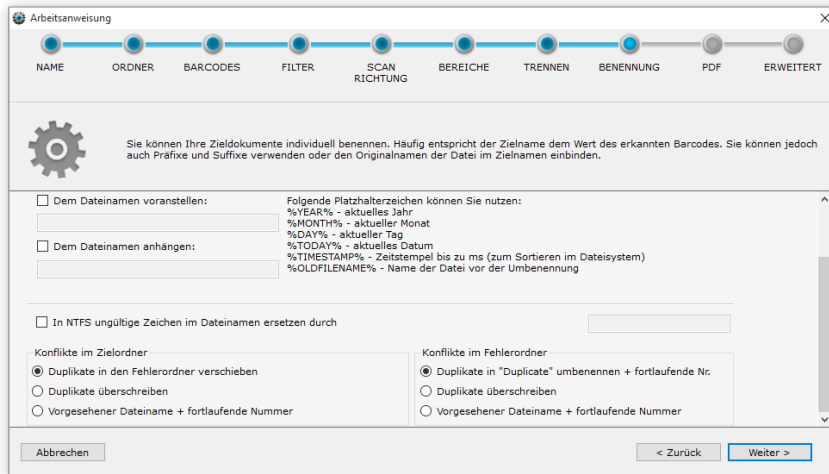 Arbeitsanweisung
NAME
ORDNER
BARCODES
FILTER
SCAN
RICHTUNG
BEREICHE
TRENNEN
BENENNUNG
PDF
ERWEITERT
Sie können Ihre Zieldokumente individuell benennen. Häufig entspricht der Zielname dem Wert des erkannten Barcodes. Sie können jedoch
auch Präfixe und Suffixe verwenden oder den Originalnamen der Datei im Zielnamen einbinden.
Dem Dateinamen voranstellen:
Dem Dateinamen anhängen:
Folgende Platzhalterzeichen können Sie nutzen:
%YEAR% - aktuelles Jahr
%MONTH% - aktueller Monat
%DAY% - aktueller Tag
%TODAY% - aktuelles Datum
%TIMESTAMP% - Zeitstempel bis zu ms (zum Sortieren im Dateisystem)
%OLDFILENAME% - Name der Datei vor der Umbenennung
In NTFS ungültige Zeichen im Dateinamen ersetzen durch
Konflikte im Zielordner
Duplikate in den Fehlerordner verschieben
Duplikate überschreiben
Vorgesehener Dateiname + fortlaufende Nummer
Konflikte im Fehlerordner
Duplikate in "Duplicate" umbenennen + fortlaufende Nr.
Duplikate überschreiben
Vorgesehener Dateiname + fortlaufende Nummer
Abbrechen
< Zurück
Weiter >